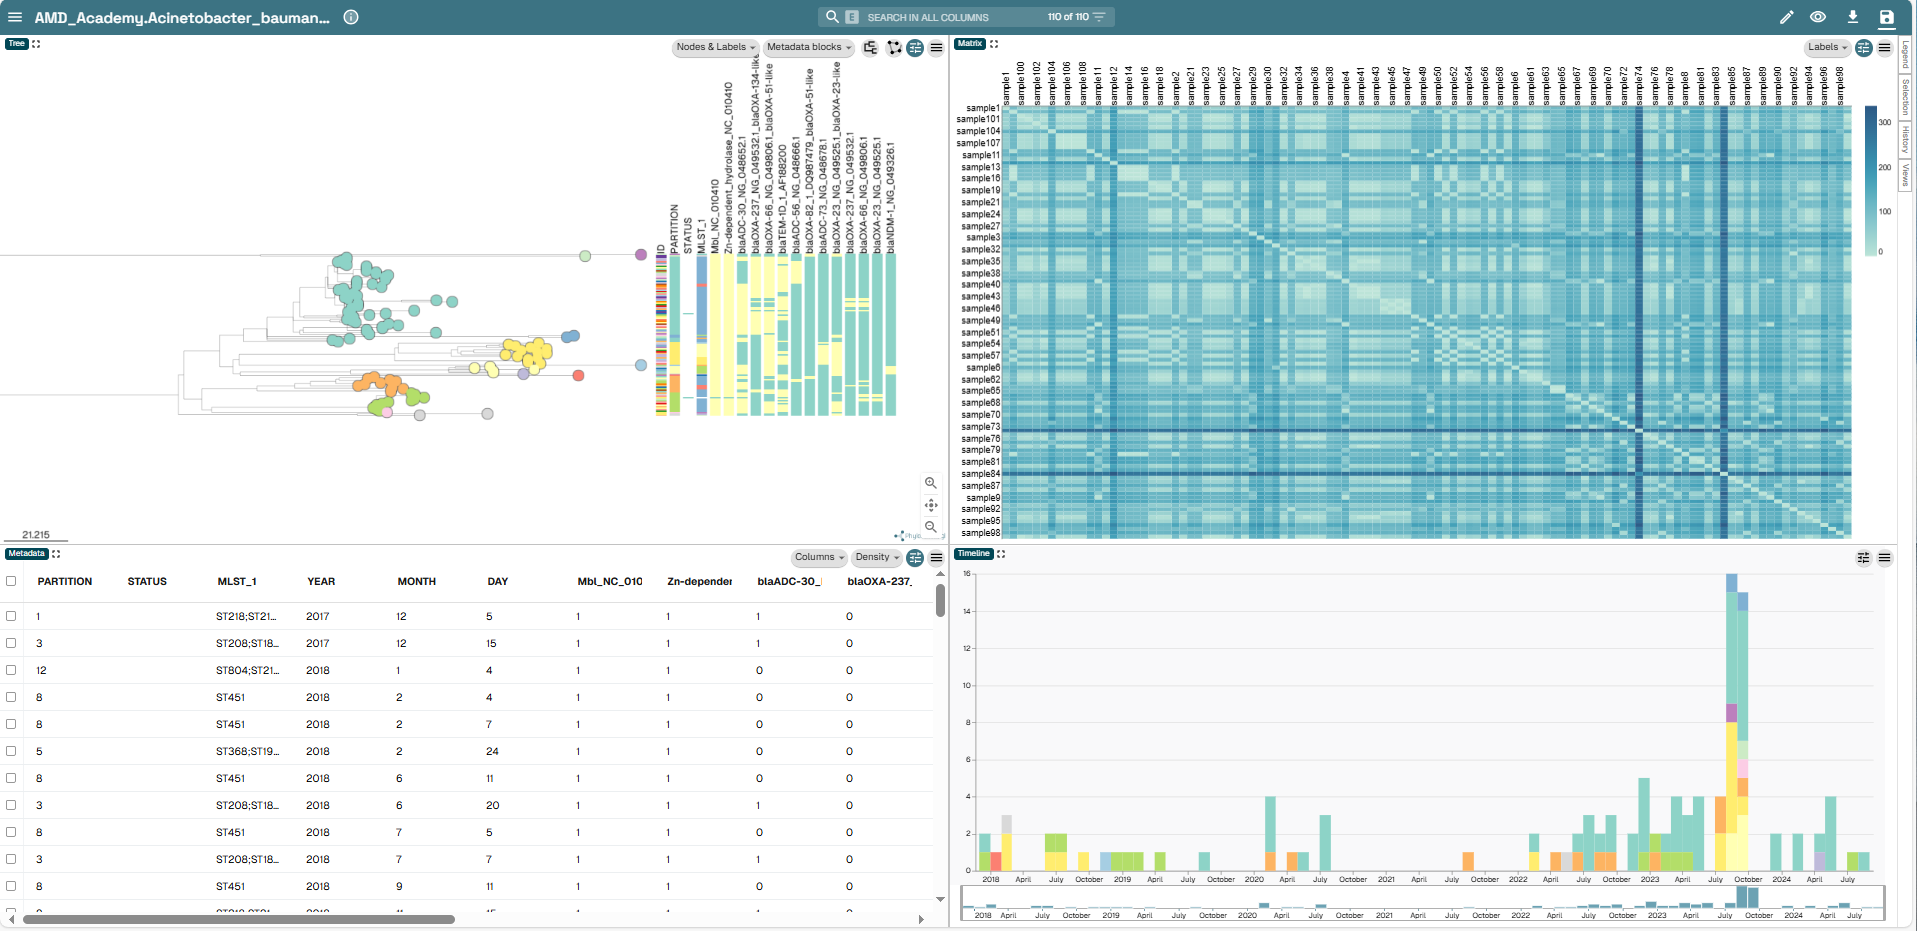 AMD_Academy.Acinetobacter_bauman...
E SEARCH IN ALL COLUMNS 110 of 110
Tree
Nodes & Labels
Metadata blocks
ID
PARTITION
STATUS
MLST_1
Mbl_NC_010410
Zn-dependent_hydrolase_NC_010410
blaADC-30_NG_048652.1
blaOXA-237_NG_049532.1_blaOXA-134-like
blaOXA-66_NG_049806.1_blaOXA-51-like
blaTEM-1D_1_AF188200
blaADC-56_NG_048666.1
blaOXA-82_1_DQ987479_blaOXA-51-like
blaADC-73_NG_048678.1
blaOXA-23_NG_049525.1_blaOXA-23-like
blaOXA-237_NG_049532.1
blaOXA-66_NG_049806.1
blaOXA-23_NG_049525.1
blaNDM-1_NG_049326.1
21.215
Matrix
Labels
Legend
Selection
History
Views
sample1 sample100 sample102 sample104 sample106 sample108 sample11 sample12 sample14 sample16 sample18 sample2 sample21 sample23 sample25 sample27 sample29 sample30 sample32 sample34 sample36 sample38 sample4 sample41 sample43 sample45 sample47 sample49 sample50 sample52 sample54 sample56 sample58 sample6 sample61 sample63 sample65 sample67 sample69 sample70 sample72 sample74 sample76 sample78 sample8 sample81 sample83 sample85 sample87 sample89 sample90 sample92 sample94 sample96 sample98
sample1
sample101
sample104
sample107
sample11
sample13
sample16
sample19
sample21
sample24
sample27
sample3
sample32
sample35
sample38
sample40
sample43
sample46
sample49
sample51
sample54
sample57
sample6
sample62
sample65
sample68
sample70
sample73
sample76
sample79
sample81
sample84
sample87
sample9
sample92
sample95
sample98
300
200
100
0
Metadata
Columns
Density
PARTITION STATUS MLST_1 YEAR MONTH DAY Mbl_NC_010 Zn-depender blaADC-30_ blaOXA-237_
1 ST218;ST21... 2017 12 5 1 1 1 0
3 ST208;ST18... 2017 12 15 1 1 1 0
12 ST804;ST21... 2018 1 4 1 1 0 0
8 ST451 2018 2 4 1 1 0 0
8 ST451 2018 2 7 1 1 0 0
5 ST368;ST19... 2018 2 24 1 1 0 0
8 ST451 2018 6 11 1 1 0 0
3 ST208;ST18... 2018 6 20 1 1 1 0
8 ST451 2018 7 5 1 1 0 0
3 ST208;ST18... 2018 7 7 1 1 1 0
8 ST451 2018 9 11 1 1 0 0
Timeline
16
14
12
10
8
6
4
2
0
2018 April July October 2019 April July October 2020 April July October 2021 April July October 2022 April July October 2023 April July October 2024 April July
2018 April July October 2019 April July October 2020 April July October 2021 April July October 2022 April July October 2023 April July October 2024 April July